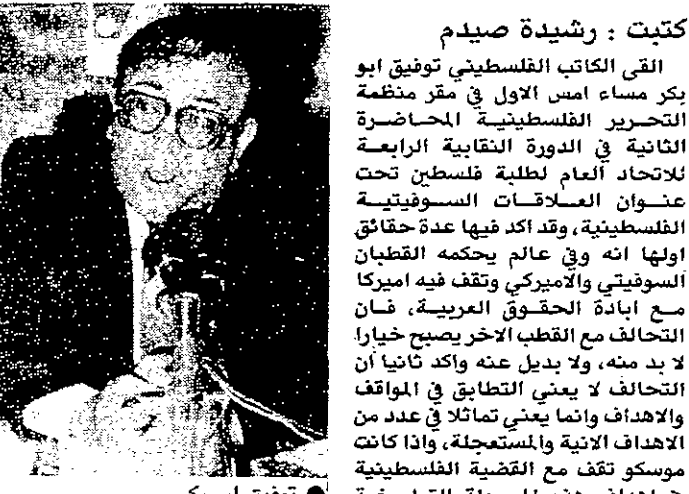 كتبت : رشيدة صيدم
القى الكاتب الفلسطيني توفيق ابو
بكر مساء امس الاول في مقر منظمة
التحرير الفلسطينية المحاضرة
الثانية في الدورة النقابية الرابعة
للاتحاد العام لطلبة فلسطين تحت
عنوان العلاقات السوفيتية
الفلسطينية، وقد اكد فيها عدة حقائق
اولها انه وفي عالم يحكمه القطبان
السوفيتي والاميركي وتقف فيه اميركا
مع ابادة الحقوق العربية، فان
التحالف مع القطب الاخر يصبح خيارا
لا بد منه، ولا بديل عنه واكد ثانيا ان
التحالف لا يعني التطابق في المواقف
والاهداف وانما يعني تماثلا في عدد من
الاهداف الانية والمستعجلة، واذا كانت
موسكو تقف مع القضية الفلسطينية